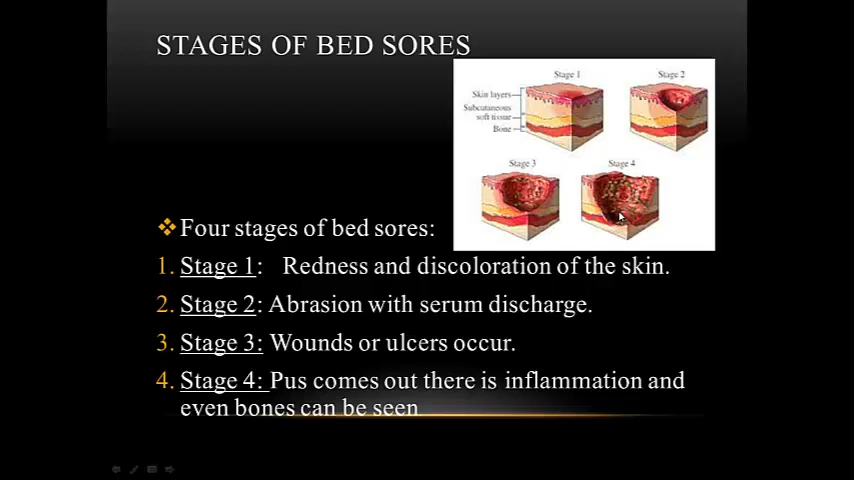 STAGES OF BED SORES
Stage 1
Stage 2
Skin layers
Subcutaneous
soft tissue
Bone
Stage 3
Stage 4
Four stages of bed sores:
1. Stage 1: Redness and discoloration of the skin.
2. Stage 2: Abrasion with serum discharge.
3. Stage 3: Wounds or ulcers occur.
4. Stage 4: Pus comes out there is inflammation and
even bones can be seen